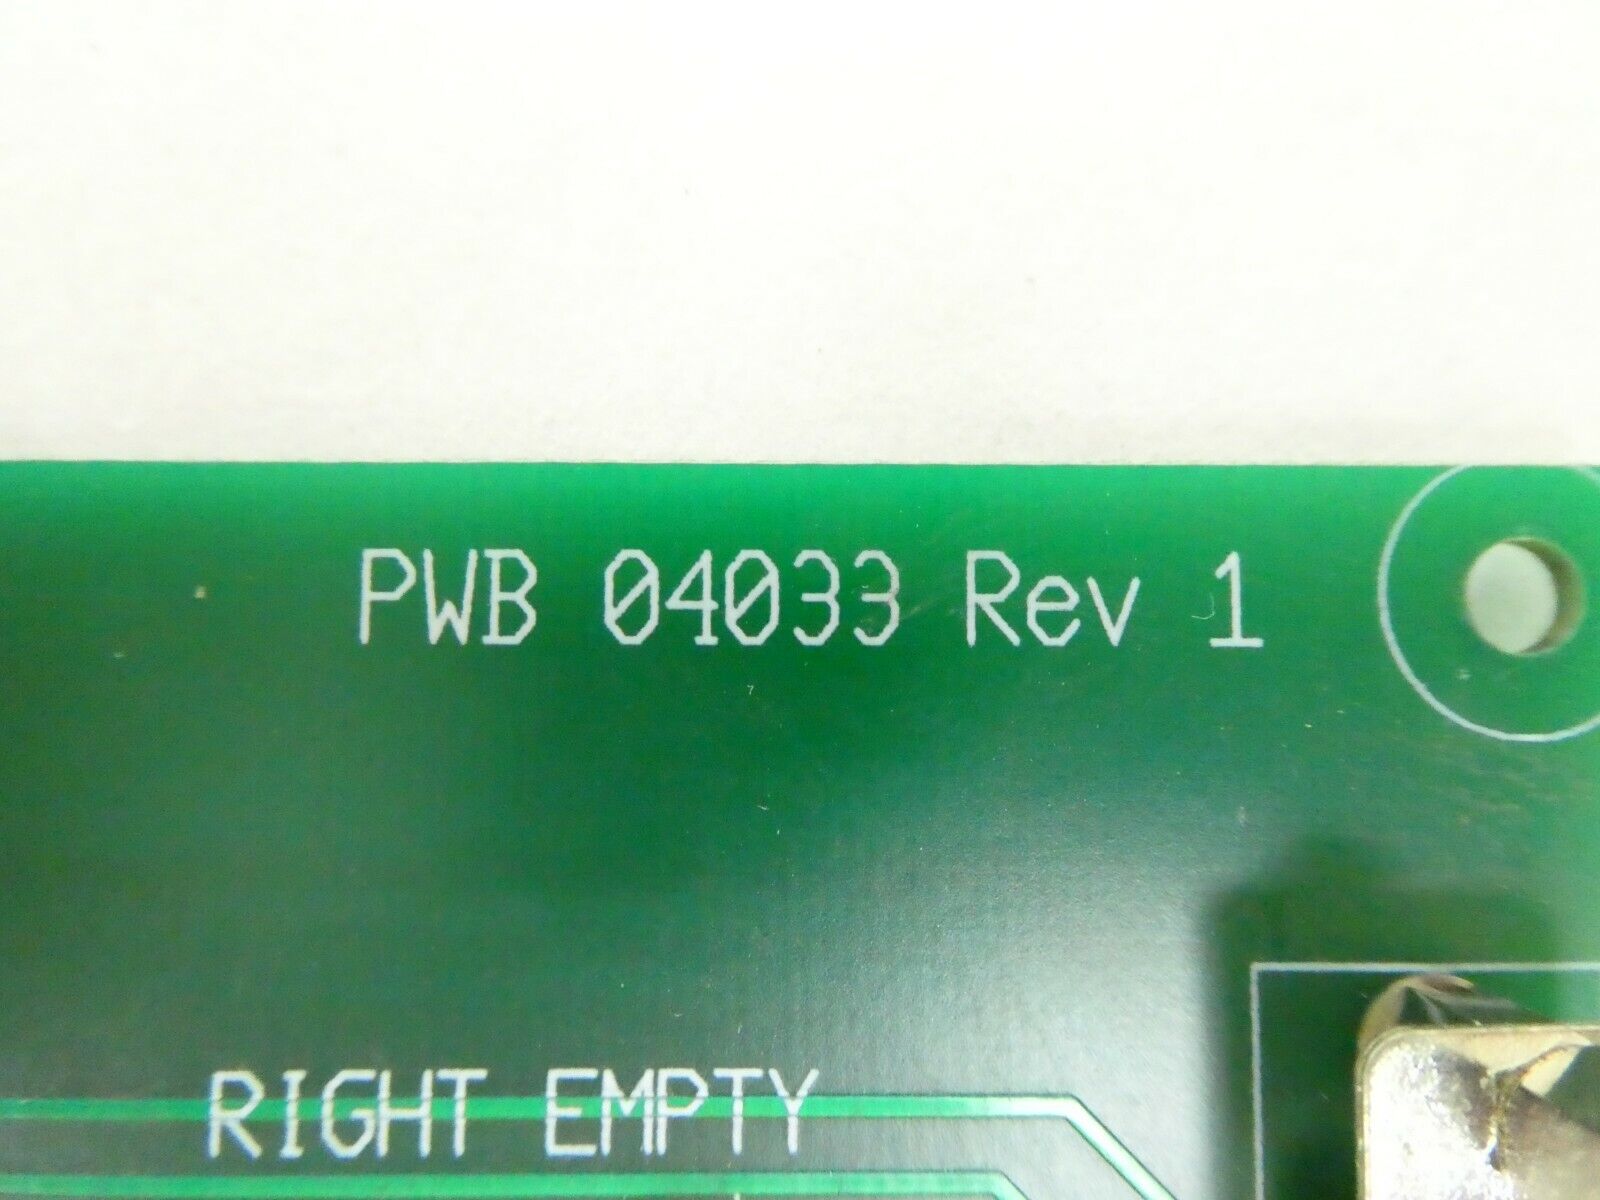 PWB 04033 Rev 1
RIGHT EMPTY